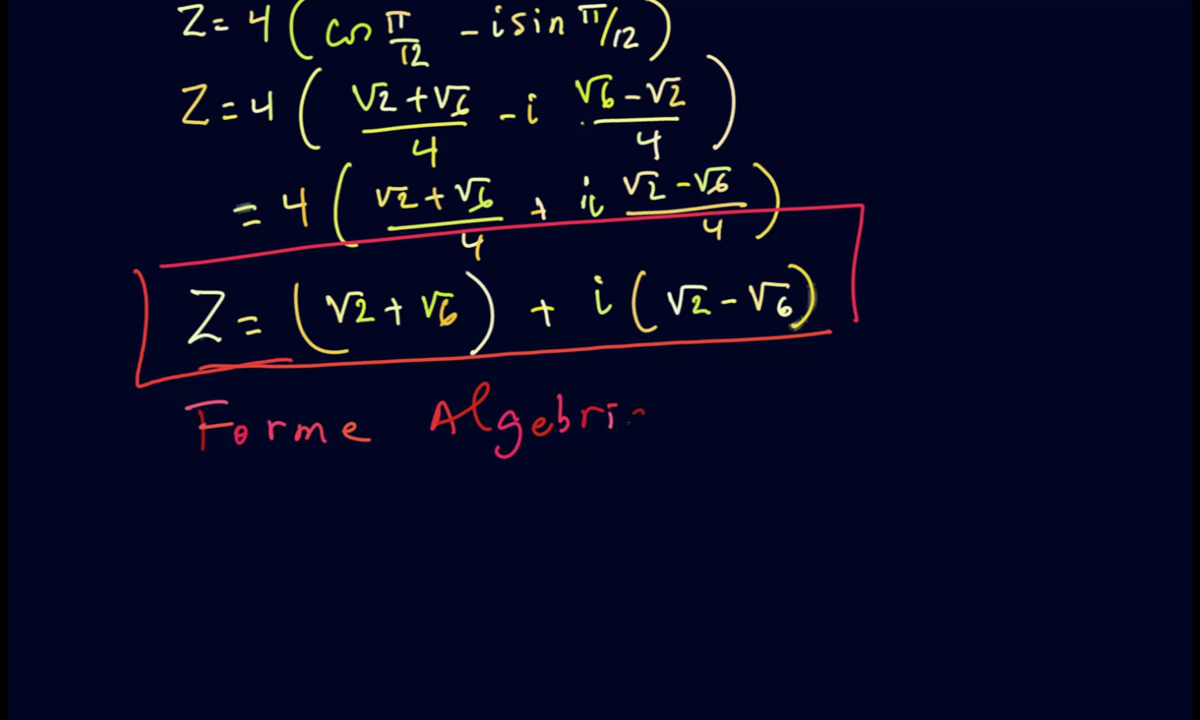 Z = 4 ( cos π/12 - i sin π/12 )
Z = 4 ( (√2 + √6)/4 - i (√6 - √2)/4 )
= 4 ( (√2 + √6)/4 + i (√2 - √6)/4 )
Z = (√2 + √6) + i (√2 - √6)
Forme Algebri